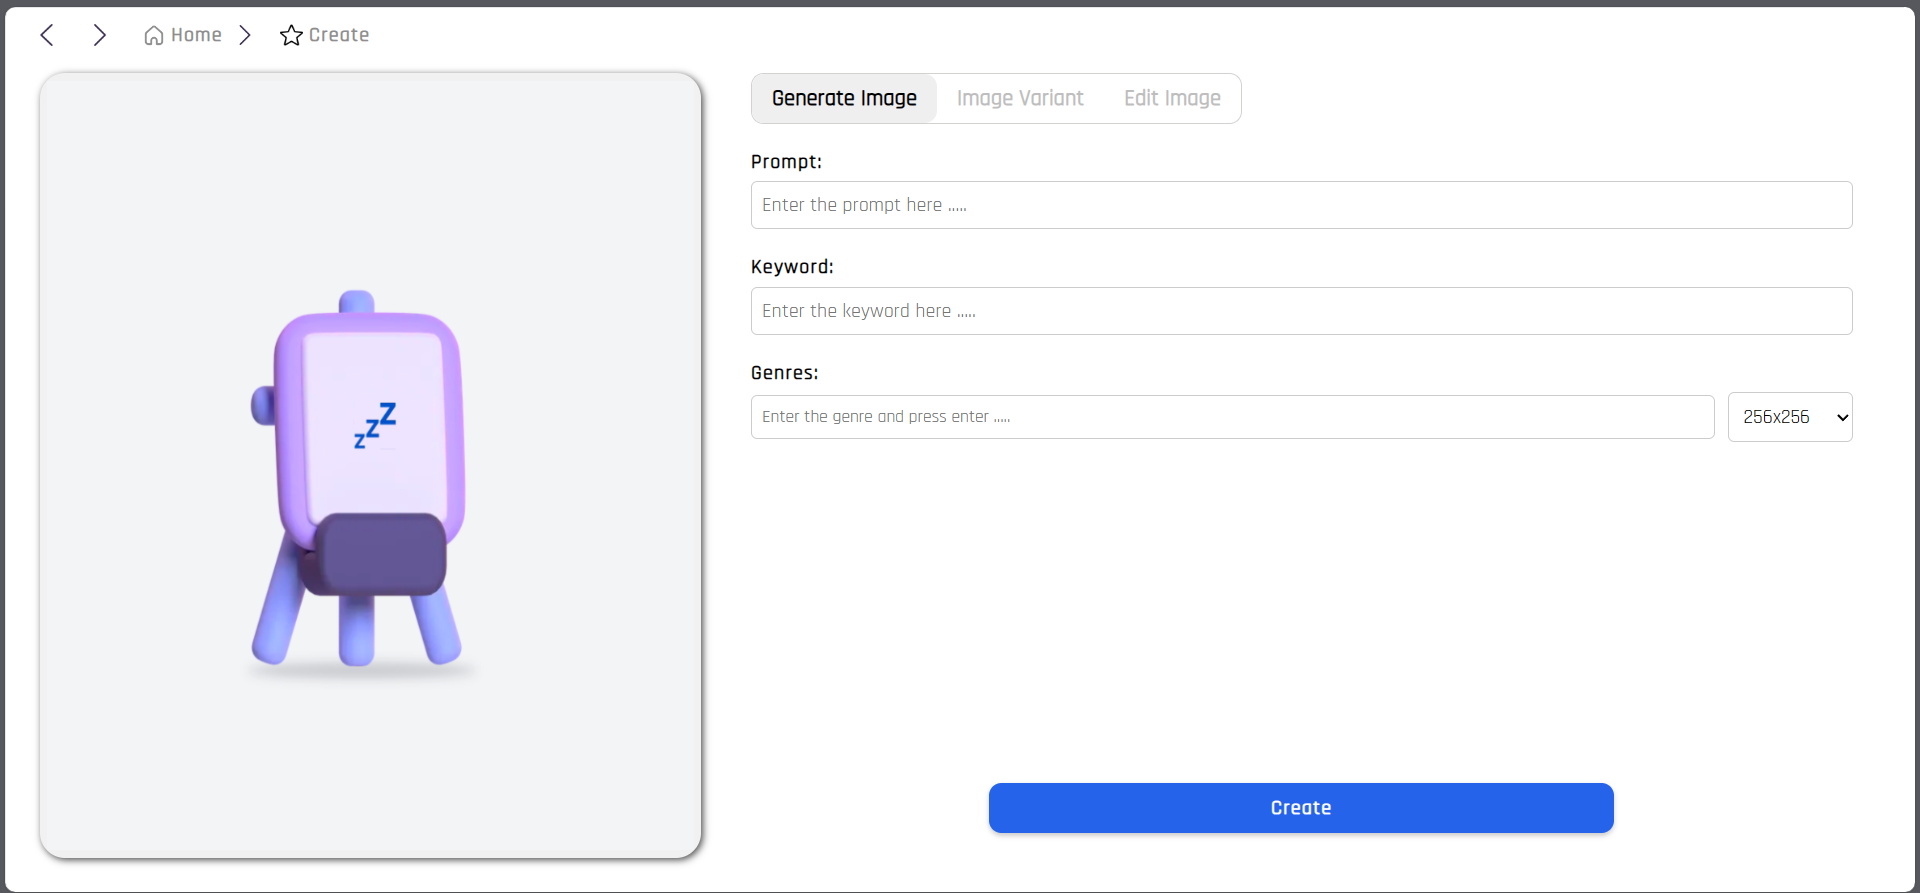 Home
Create
Generate Image
Image Variant
Edit Image
Prompt:
Enter the prompt here .....
Keyword:
Enter the keyword here .....
Genres:
Enter the genre and press enter .....
256x256
zzZ
Create